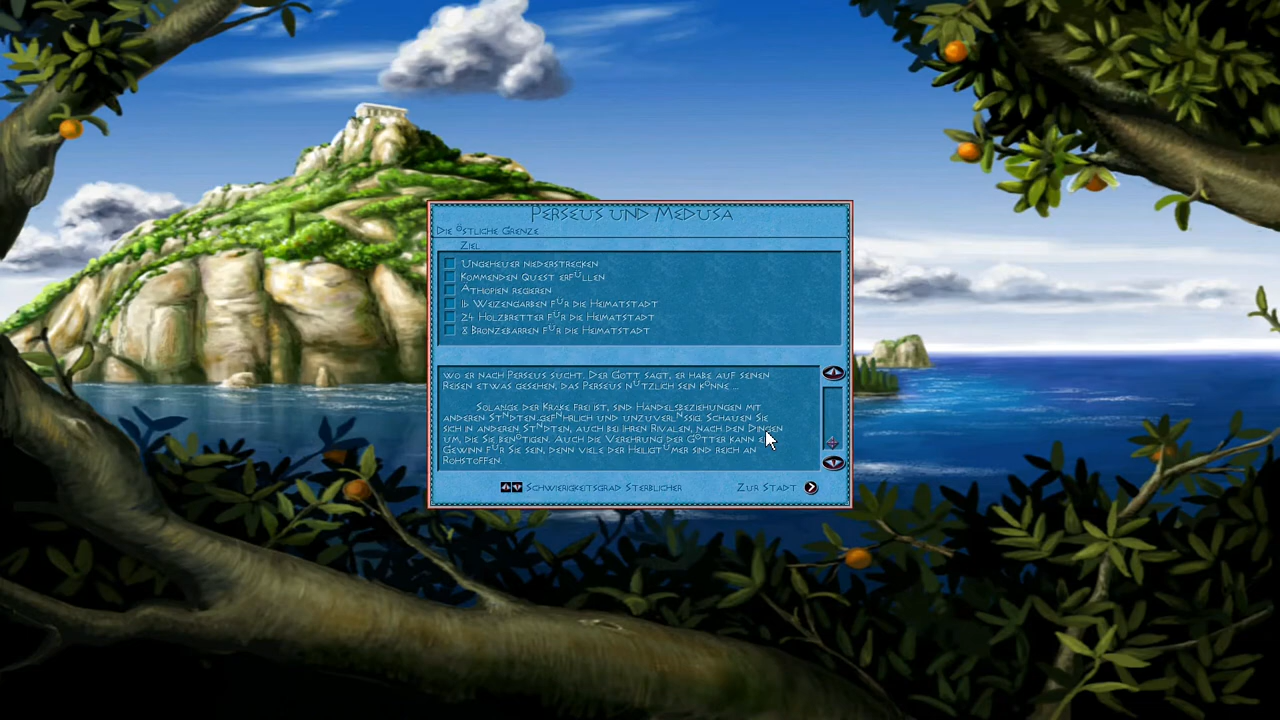 Perseus und Medusa
Die Östliche Grenze
Ziel
Ungeheuer niederstrecken
Kommenden Quest erfüllen
Äthopien regieren
16 Weizengarben für die Heimatstadt
24 Holzbretter für die Heimatstadt
8 Bronzebarren für die Heimatstadt
wo er nach Perseus sucht. Der Gott sagt, er habe auf seinen
Reisen etwas gesehen, das Perseus nützlich sein könne ...
Solange der Krake frei ist, sind Handelsbeziehungen mit
anderen Städten gefährlich und unzuverlässig. Schauen Sie
sich in anderen Städten, auch bei Ihren Rivalen, nach den Dingen
um, die Sie benötigen. Auch die Verehrung der Götter kann
Gewinn für Sie sein, denn viele der Heiligtümer sind reich an
Rohstoffen.
Schwierigkeitsgrad Sterblicher
Zur Stadt